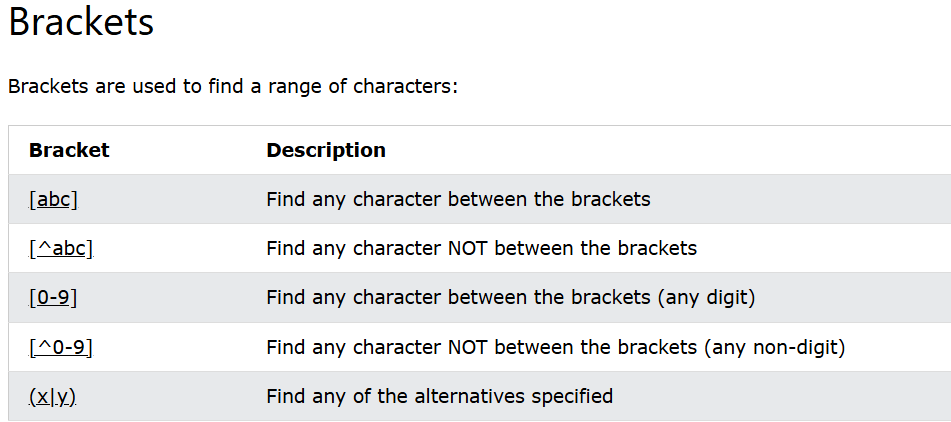 Brackets
Brackets are used to find a range of characters:
Bracket Description
[abc] Find any character between the brackets
[^abc] Find any character NOT between the brackets
[0-9] Find any character between the brackets (any digit)
[^0-9] Find any character NOT between the brackets (any non-digit)
(x|y) Find any of the alternatives specified